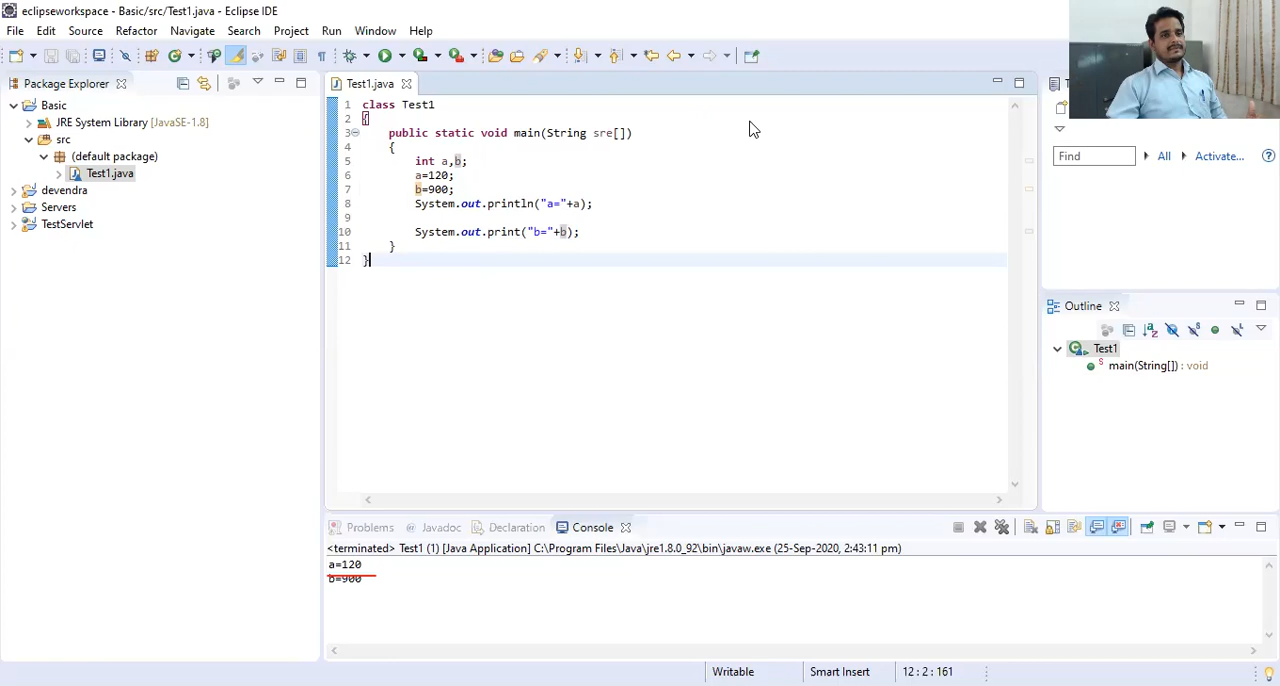 eclipseworkspace - Basic/src/Test1.java - Eclipse IDE
File Edit Source Refactor Navigate Search Project Run Window Help
Package Explorer
Basic
JRE System Library [JavaSE-1.8]
src
(default package)
Test1.java
devendra
Servers
TestServlet
Test1.java
1 class Test1
2 {
3 public static void main(String sre[])
4 {
5 int a,b;
6 a=120;
7 b=900;
8 System.out.println("a="+a);
9
10 System.out.print("b="+b);
11 }
12 }
Find All Activate...
Outline
Test1
main(String[]) : void
Problems Javadoc Declaration Console
<terminated> Test1 (1) [Java Application] C:\Program Files\Java\jre1.8.0_92\bin\javaw.exe (25-Sep-2020, 2:43:11 pm)
a=120
b=900
Writable Smart Insert 12:2:161